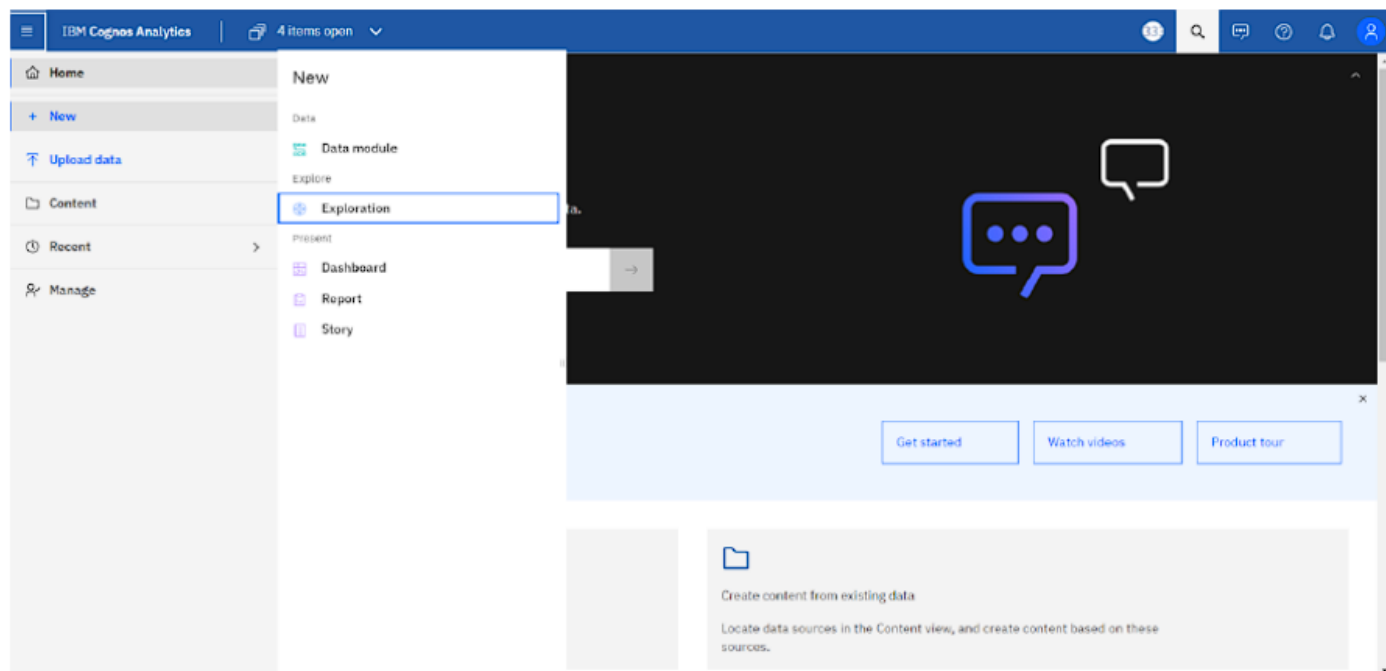 IBM Cognos Analytics
4 items open
Home
New
Upload data
Content
Recent
Manage
New
Data
Data module
Explore
Exploration
Present
Dashboard
Report
Story
ta.
Get started
Watch videos
Product tour
Create content from existing data
Locate data sources in the Content view, and create content based on these
sources.